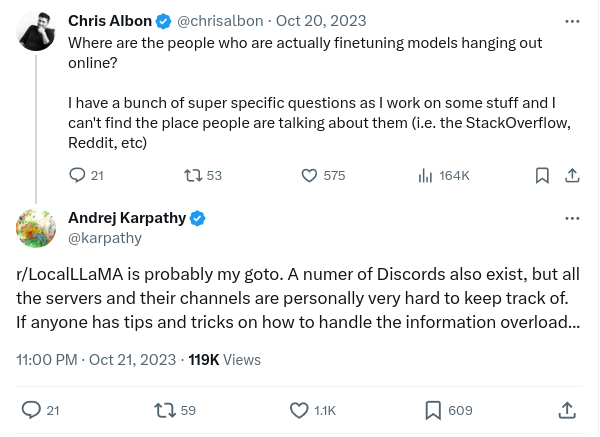 Chris Albon @chrisalbon · Oct 20, 2023
Where are the people who are actually finetuning models hanging out
online?
I have a bunch of super specific questions as I work on some stuff and I
can't find the place people are talking about them (i.e. the StackOverflow,
Reddit, etc)
21 53 575 164K
Andrej Karpathy
@karpathy
r/LocalLLaMA is probably my goto. A numer of Discords also exist, but all
the servers and their channels are personally very hard to keep track of.
If anyone has tips and tricks on how to handle the information overload...
11:00 PM · Oct 21, 2023 · 119K Views
21 59 1.1K 609